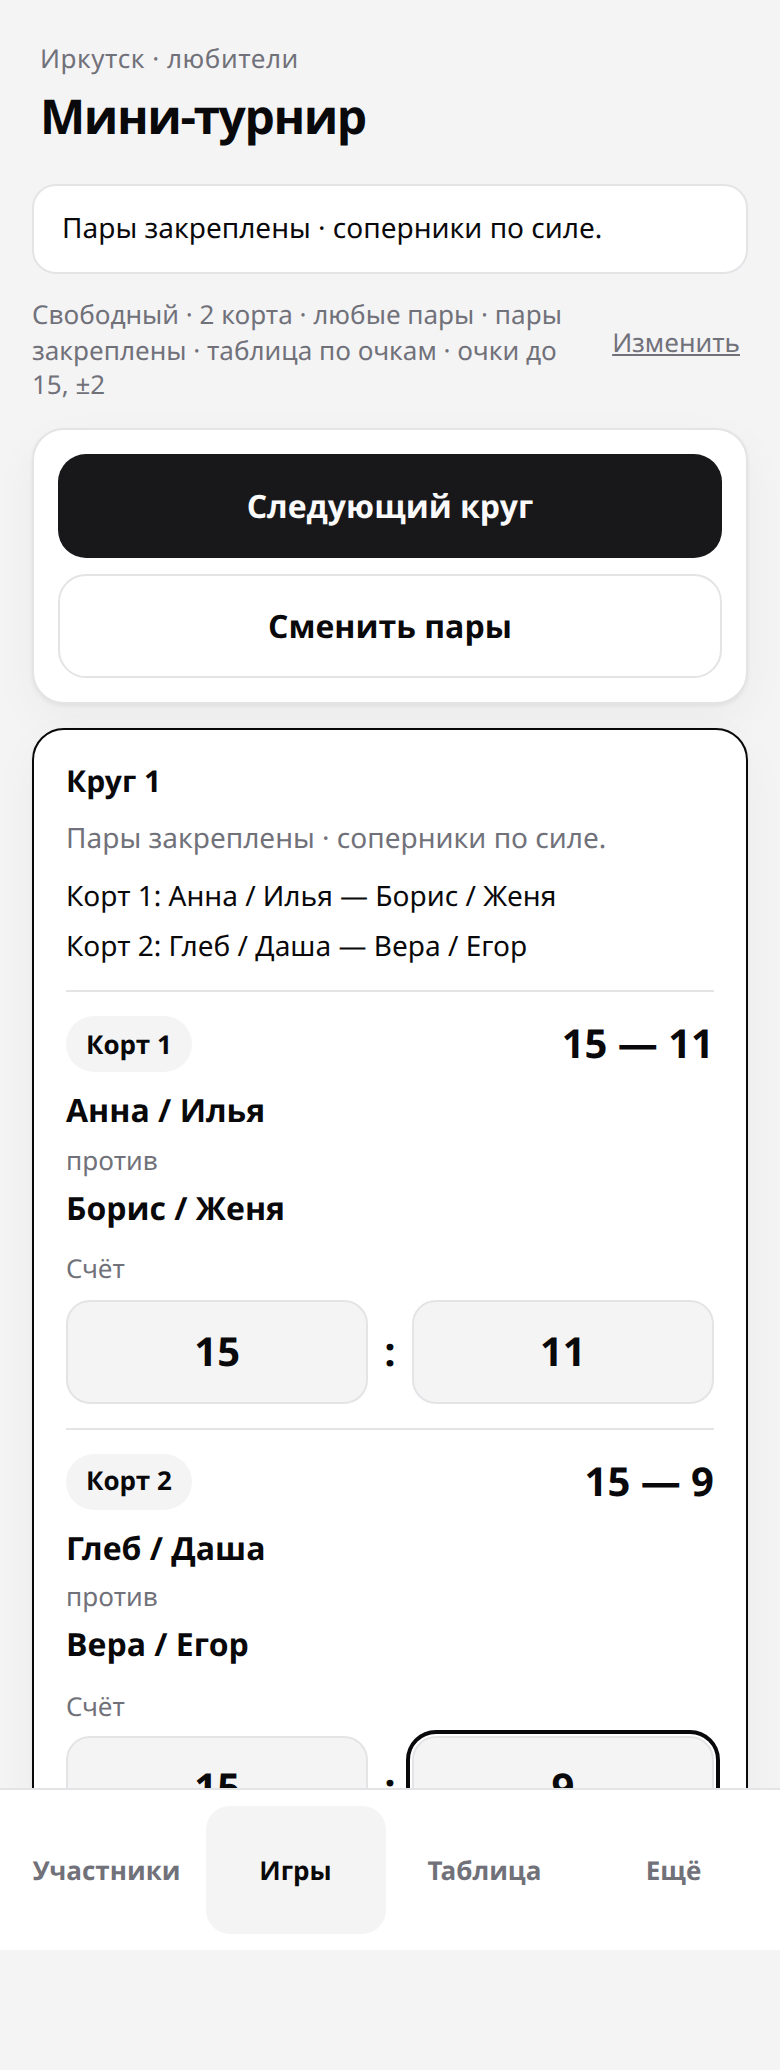 Иркутск · любители
Мини-турнир
Пары закреплены · соперники по силе.
Свободный · 2 корта · любые пары · пары
закреплены · таблица по очкам · очки до
15, ±2
Изменить
Следующий круг
Сменить пары
Круг 1
Пары закреплены · соперники по силе.
Корт 1: Анна / Илья — Борис / Женя
Корт 2: Глеб / Даша — Вера / Егор
Корт 1
15 — 11
Анна / Илья
против
Борис / Женя
Счёт
15 : 11
Корт 2
15 — 9
Глеб / Даша
против
Вера / Егор
Счёт
15 : 9
Участники
Игры
Таблица
Ещё